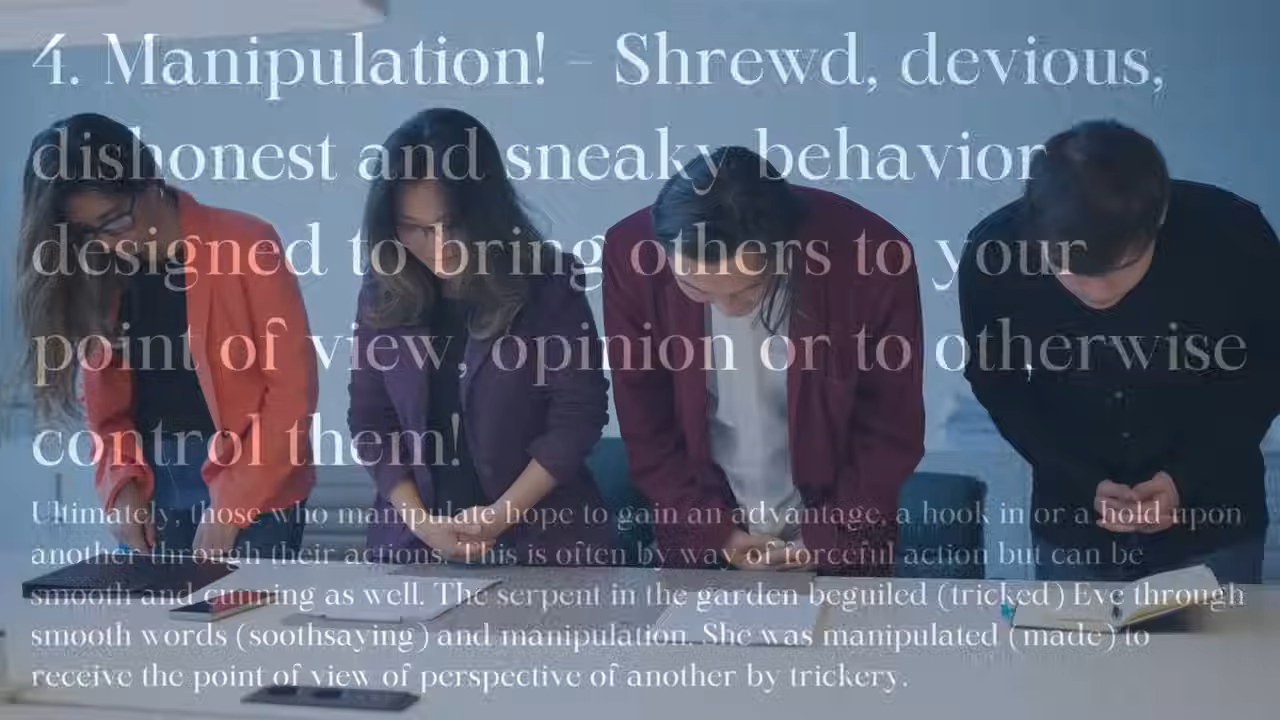 4. Manipulation! - Shrewd, devious,
dishonest and sneaky behavior
designed to bring others to your
point of view, opinion or to otherwise
control them!
Ultimately, those who manipulate hope to gain an advantage, a hook in or a hold upon
another through their actions. This is often by way of forceful action but can be
smooth and cunning as well. The serpent in the garden beguiled (tricked) Eve through
smooth words (soothsaying) and manipulation. She was manipulated (made) to
receive the point of view of perspective of another by trickery.